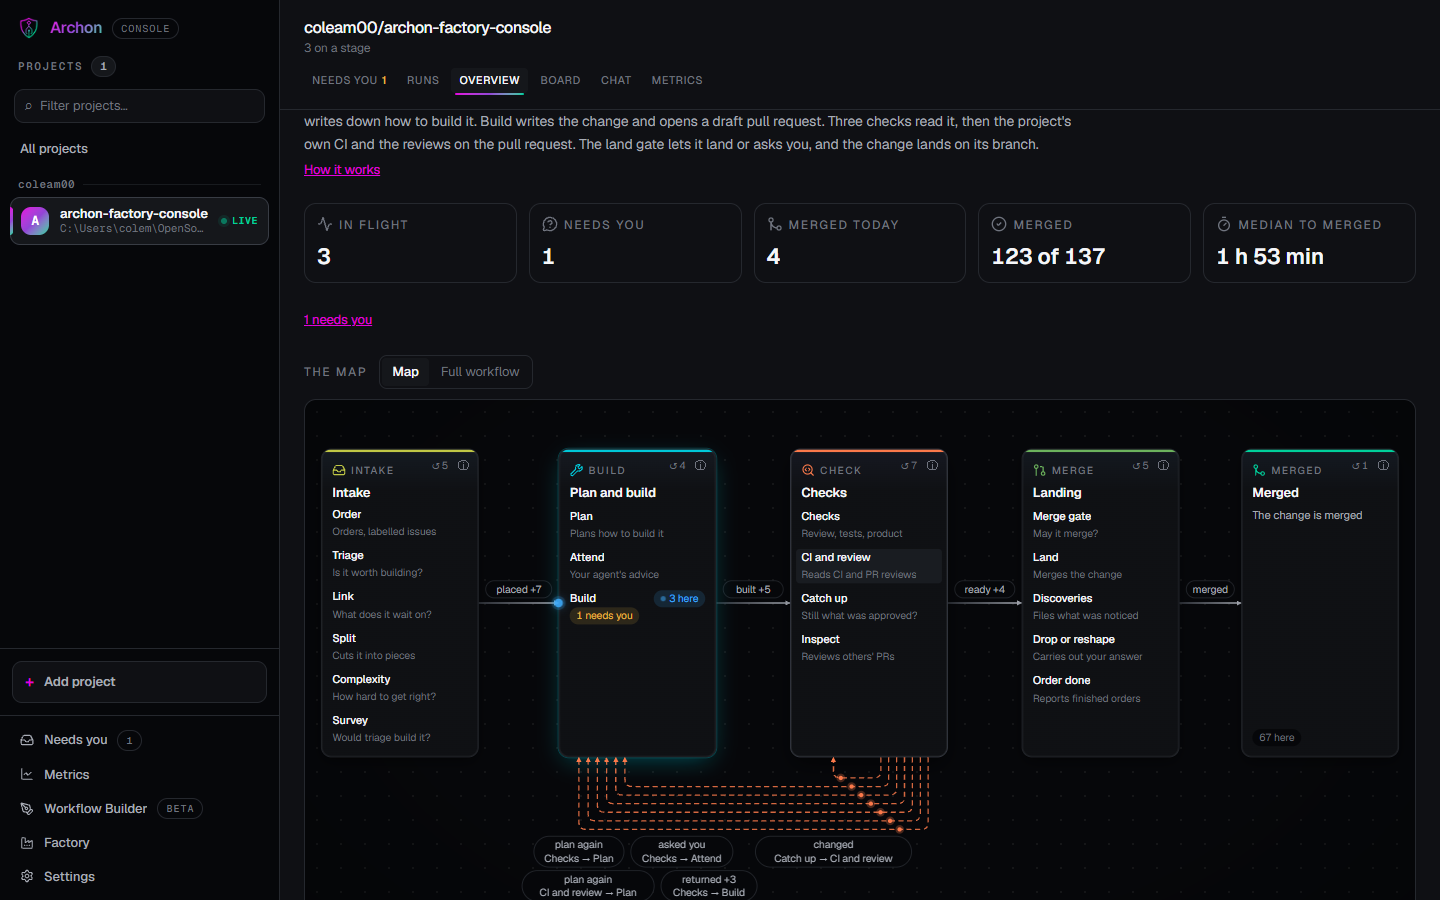 Archon CONSOLE
PROJECTS 1
Filter projects...
All projects
coleam00
A archon-factory-console LIVE
C:\Users\colem\OpenSo…
Add project
Needs you 1
Metrics
Workflow Builder BETA
Factory
Settings
coleam00/archon-factory-console
3 on a stage
NEEDS YOU 1 RUNS OVERVIEW BOARD CHAT METRICS
writes down how to build it. Build writes the change and opens a draft pull request. Three checks read it, then the project's
own CI and the reviews on the pull request. The land gate lets it land or asks you, and the change lands on its branch.
How it works
IN FLIGHT
3
NEEDS YOU
1
MERGED TODAY
4
MERGED
123 of 137
MEDIAN TO MERGED
1 h 53 min
1 needs you
THE MAP Map Full workflow
INTAKE ↺ 5
Intake
Order
Orders, labelled issues
Triage
Is it worth building?
Link
What does it wait on?
Split
Cuts it into pieces
Complexity
How hard to get right?
Survey
Would triage build it?
placed +7
BUILD ↺ 4
Plan and build
Plan
Plans how to build it
Attend
Your agent's advice
Build 3 here
1 needs you
built +5
CHECK ↺ 7
Checks
Checks
Review, tests, product
CI and review
Reads CI and PR reviews
Catch up
Still what was approved?
Inspect
Reviews others' PRs
ready +4
MERGE ↺ 5
Landing
Merge gate
May it merge?
Land
Merges the change
Discoveries
Files what was noticed
Drop or reshape
Carries out your answer
Order done
Reports finished orders
merged
MERGED ↺ 1
Merged
The change is merged
67 here
plan again
Checks → Plan
asked you
Checks → Attend
changed
Catch up → CI and review
plan again
CI and review → Plan
returned +3
Checks → Build